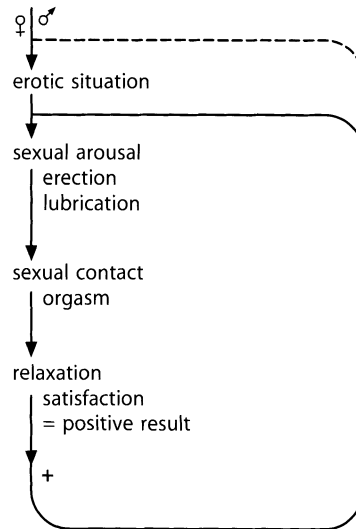 ♀ ♂
erotic situation
sexual arousal
erection
lubrication
sexual contact
orgasm
relaxation
satisfaction
= positive result
+